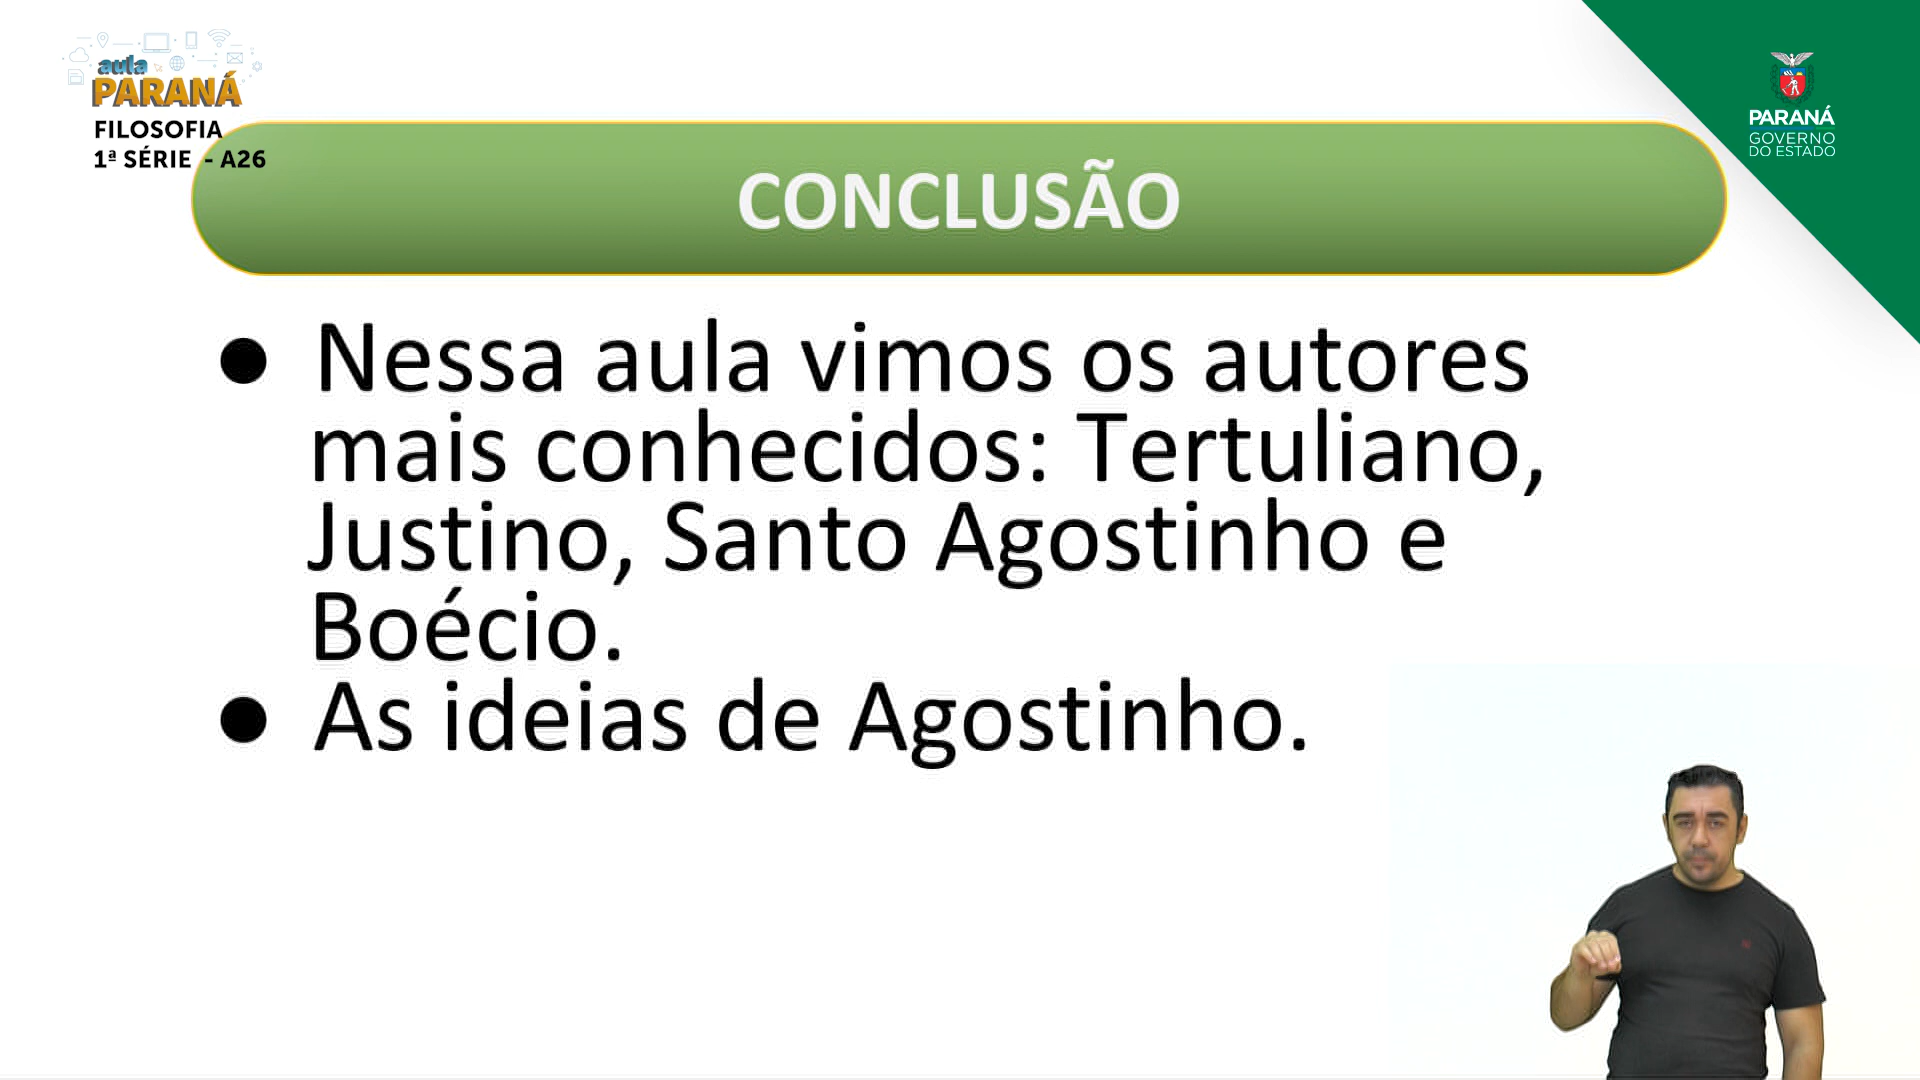 aula
PARANÁ
FILOSOFIA
1ª SÉRIE - A26
PARANÁ
GOVERNO
DO ESTADO
CONCLUSÃO
● Nessa aula vimos os autores
mais conhecidos: Tertuliano,
Justino, Santo Agostinho e
Boécio.
● As ideias de Agostinho.